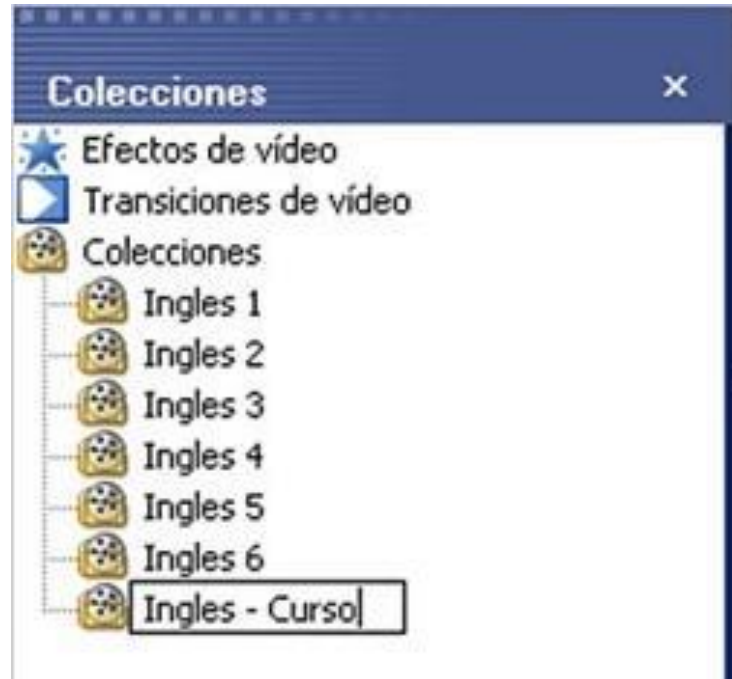 Colecciones
Efectos de vídeo
Transiciones de vídeo
Colecciones
Ingles 1
Ingles 2
Ingles 3
Ingles 4
Ingles 5
Ingles 6
Ingles - Curso